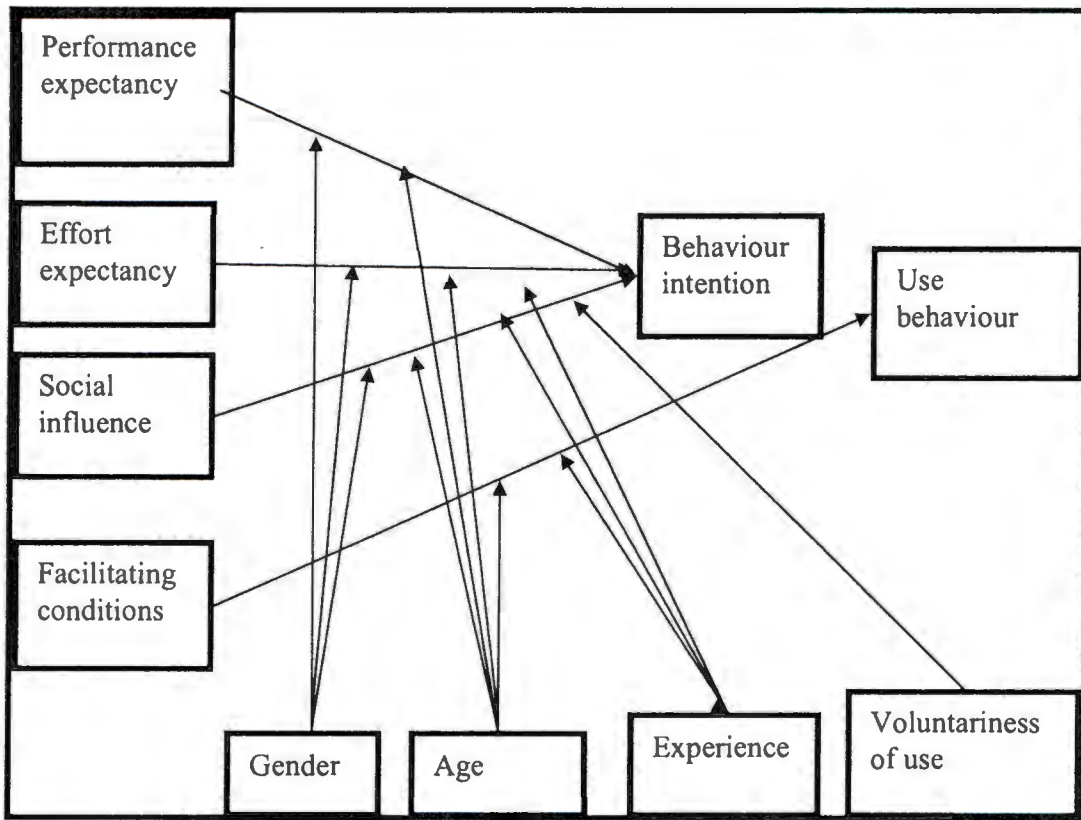 Performance
expectancy
Effort
expectancy
Behaviour
intention
Use
behaviour
Social
influence
Facilitating
conditions
Gender
Age
Experience
Voluntariness
of use